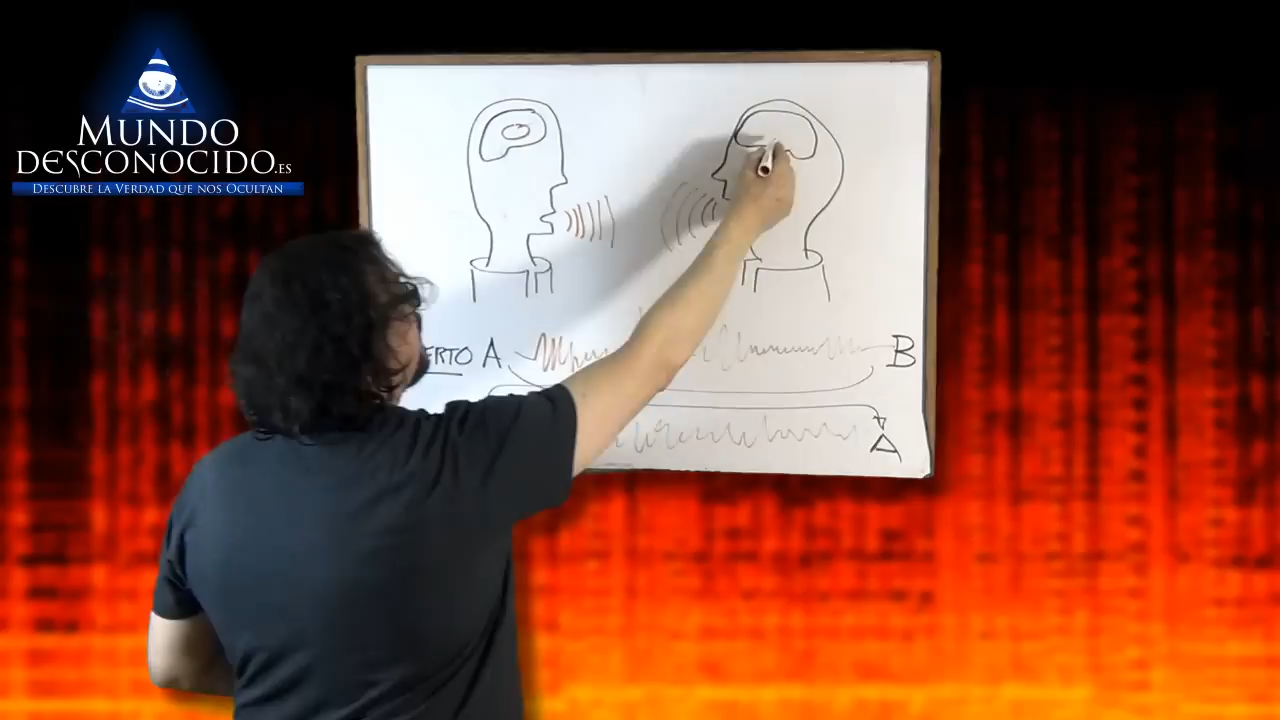 MUNDO
DESCONOCIDO.ES
DESCUBRE LA VERDAD QUE NOS OCULTAN
ERTO A
B
A